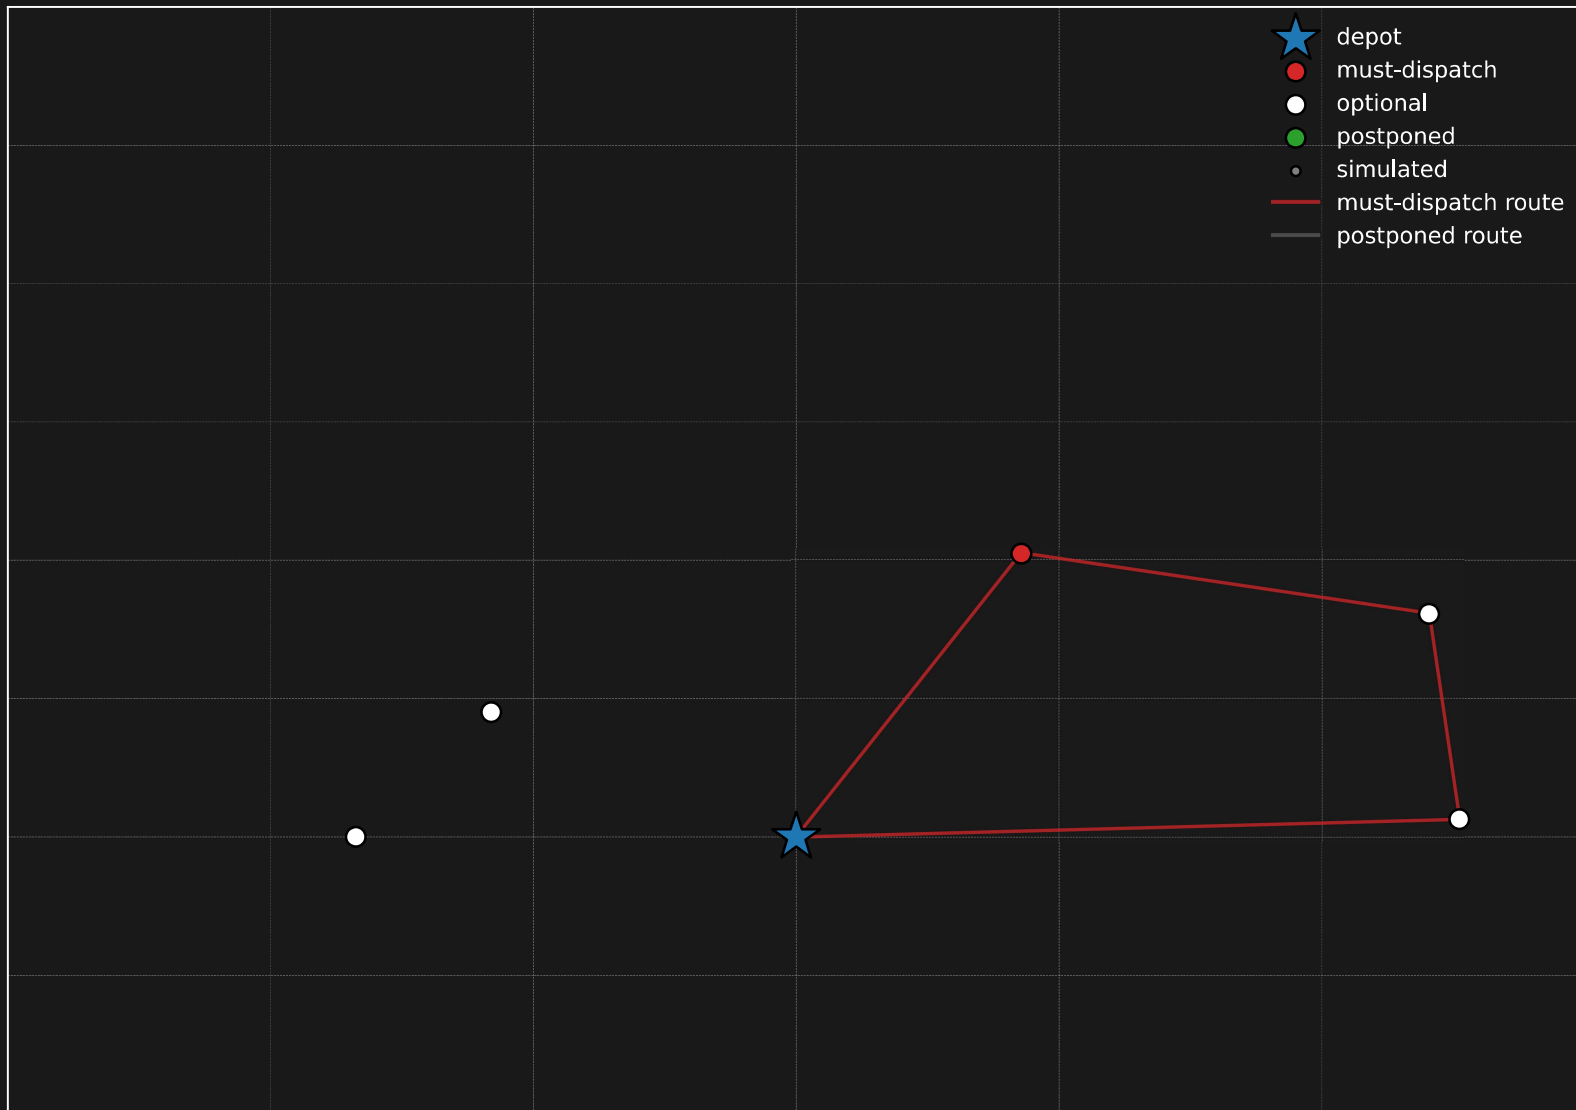 depot
must-dispatch
optional
postponed
simulated
must-dispatch route
postponed route